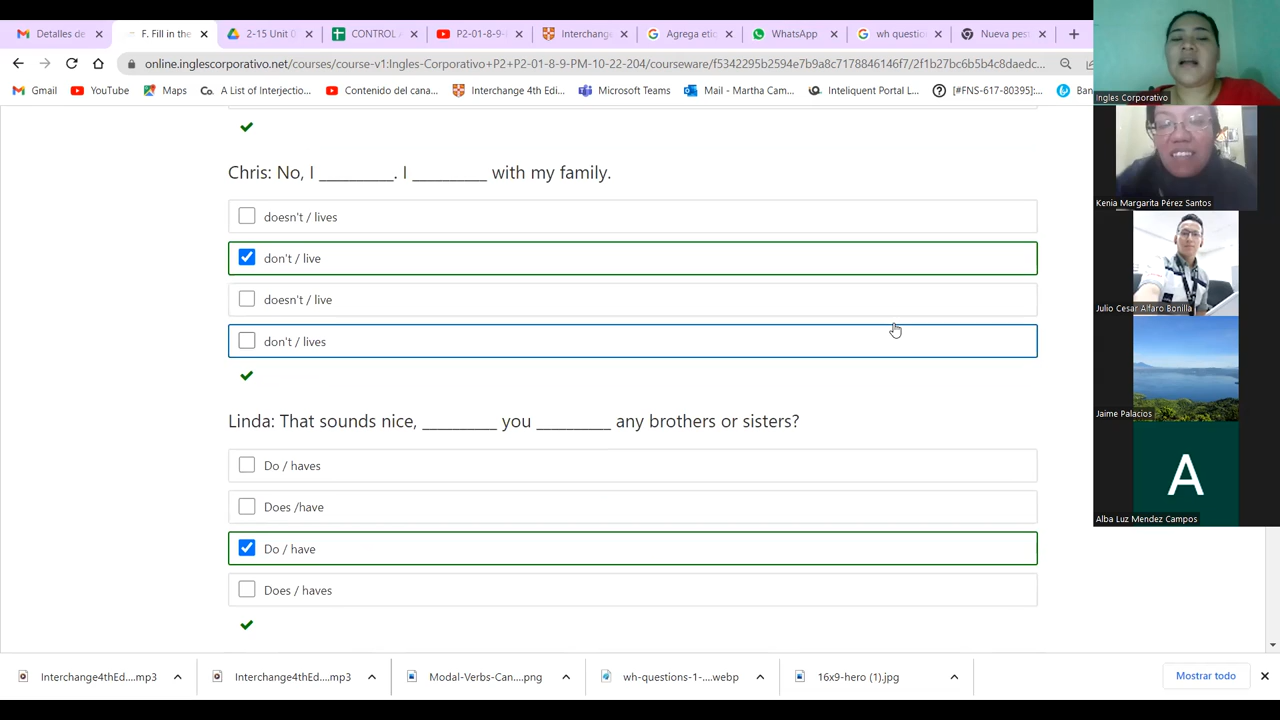 Detalles de
F. Fill in the
2-15 Unit 0
CONTROL
P2-01-8-9-
Interchange
Agrega etic
WhatsApp
wh questio
Nueva pes
online.inglescorporativo.net/courses/course-v1:Ingles-Corporativo+P2+P2-01-8-9-PM-10-22-204/courseware/f5342295b2594e7b9a8c7178846146f7/2f1b27bc6b5b4c8daedc...
Gmail
YouTube
Maps
A List of Interjectio...
Contenido del cana...
Interchange 4th Edi...
Microsoft Teams
Mail - Martha Cam...
Inteliquent Portal L...
[#FNS-617-80395]:...
Ban
Chris: No, I _________. I _________ with my family.
doesn't / lives
don't / live
doesn't / live
don't / lives
Linda: That sounds nice, _________ you _________ any brothers or sisters?
Do / haves
Does /have
Do / have
Does / haves
Interchange4thEd....mp3
Interchange4thEd....mp3
Modal-Verbs-Can....png
wh-questions-1-....webp
16x9-hero (1).jpg
Mostrar todo
Ingles Corporativo
Kenia Margarita Pérez Santos
Julio Cesar Alfaro Bonilla
Jaime Palacios
A
Alba Luz Mendez Campos